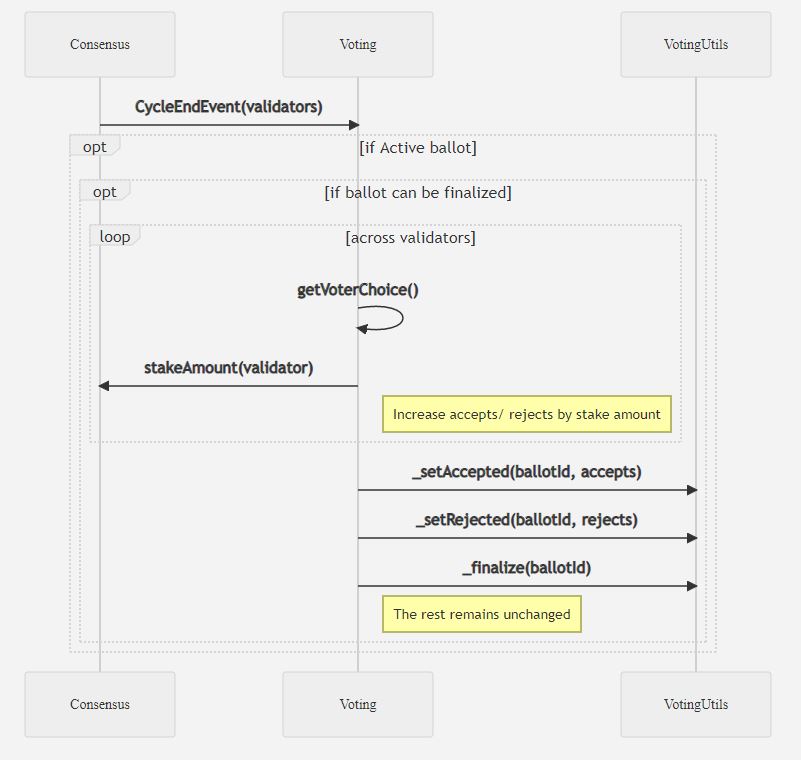 Consensus
Voting
VotingUtils
CycleEndEvent(validators)
opt
[if Active ballot]
opt
[if ballot can be finalized]
loop
[across validators]
getVoterChoice()
stakeAmount(validator)
Increase accepts/ rejects by stake amount
_setAccepted(ballotId, accepts)
_setRejected(ballotId, rejects)
_finalize(ballotId)
The rest remains unchanged
Consensus
Voting
VotingUtils